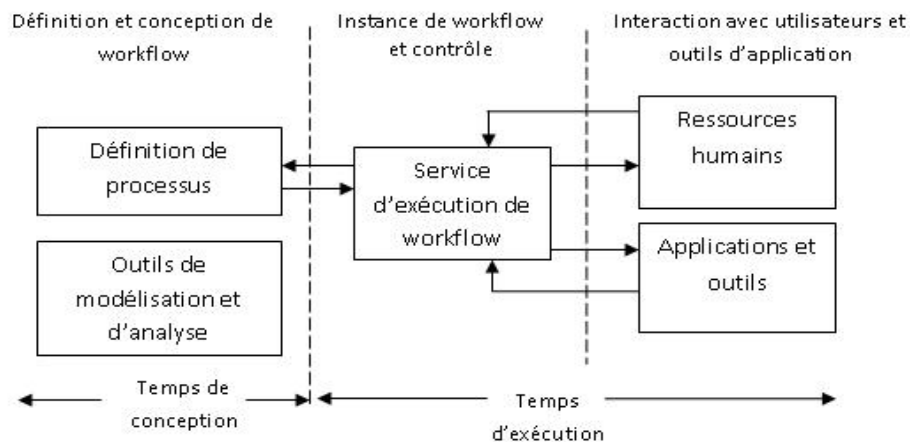 Définition et conception de
workflow
Instance de workflow
et contrôle
Interaction avec utilisateurs et
outils d'application
Définition de
processus
Outils de
modélisation et
d'analyse
Service
d'exécution de
workflow
Ressources
humains
Applications et
outils
Temps de
conception
Temps
d'exécution